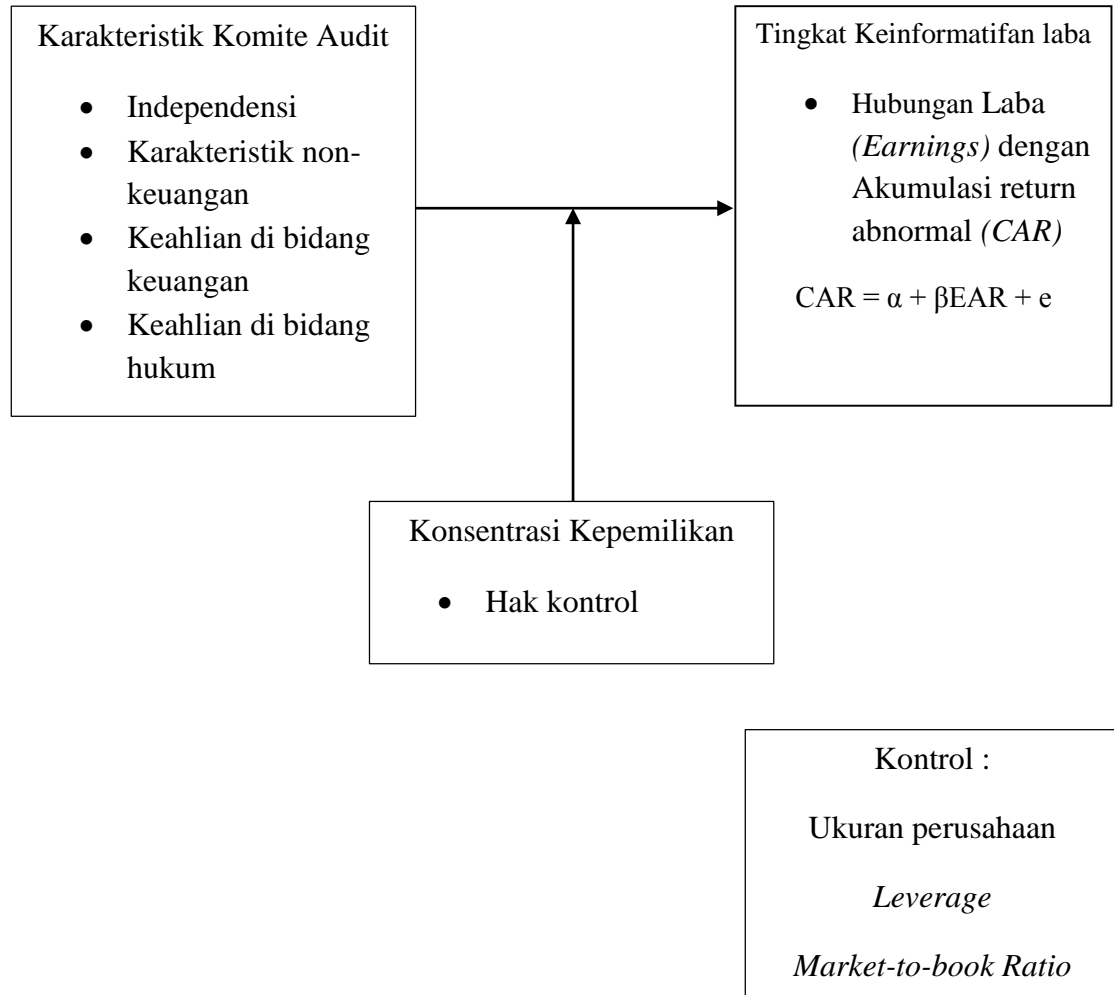 Karakteristik Komite Audit
• Independensi
• Karakteristik non-
keuangan
• Keahlian di bidang
keuangan
• Keahlian di bidang
hukum
Tingkat Keinformatifan laba
• Hubungan Laba
(Earnings) dengan
Akumulasi return
abnormal (CAR)
CAR = α + βEAR + e
Konsentrasi Kepemilikan
• Hak kontrol
Kontrol :
Ukuran perusahaan
Leverage
Market-to-book Ratio